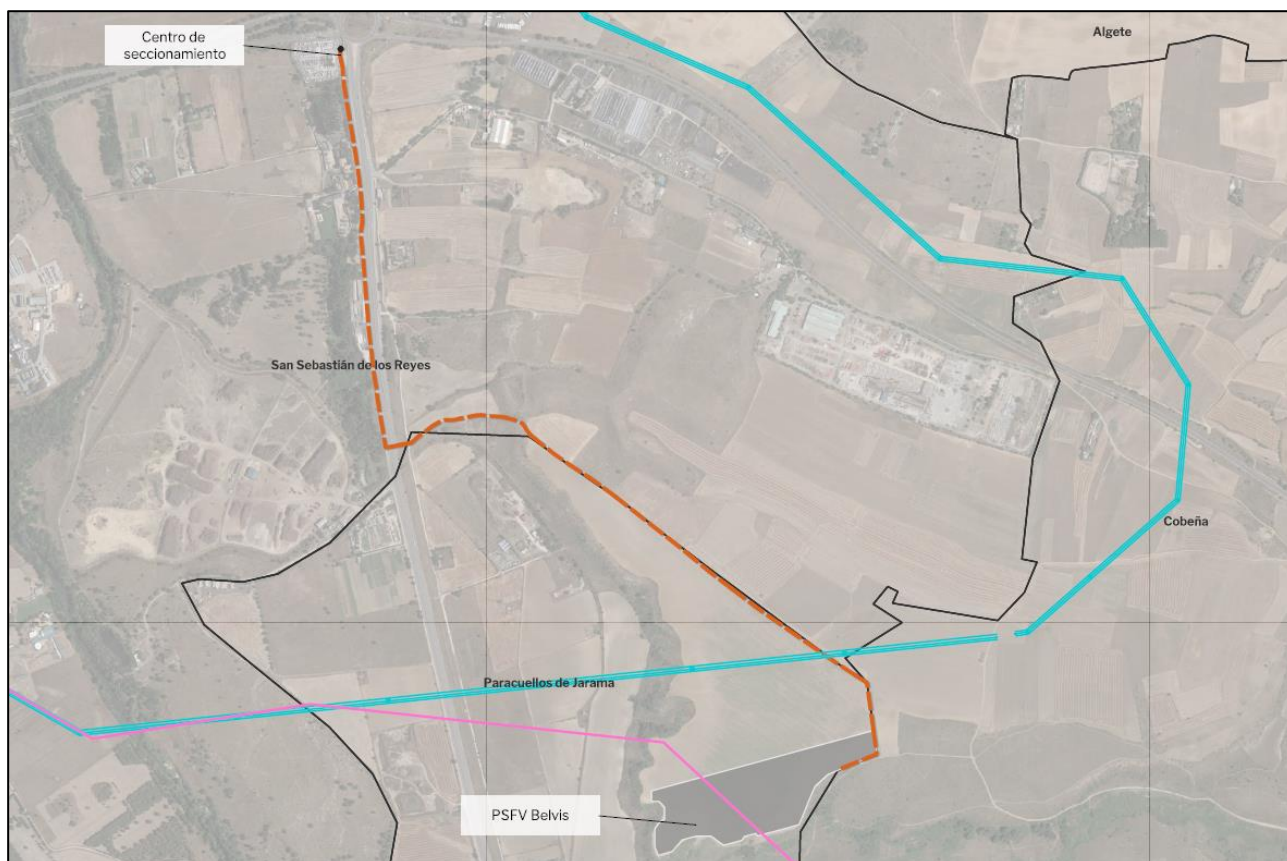 Centro de
seccionamiento
Algete
San Sebastián de los Reyes
Cobeña
Paracuellos de Jarama
PSFV Belvis